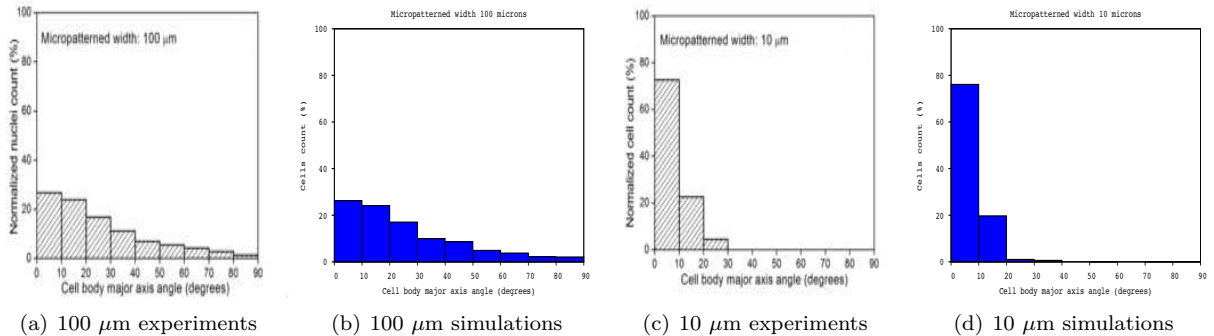 Micropatterned width: 100 μm
Normalized nuclei count (%)
100
80
60
40
20
0
0 10 20 30 40 50 60 70 80 90
Cell body major axis angle (degrees)
(a) 100 μm experiments
Micropatterned width 100 microns
Cells count (%)
100
80
60
40
20
0
0 10 20 30 40 50 60 70 80 90
Cell body major axis angle (degrees)
(b) 100 μm simulations
Micropatterned width: 10 μm
Normalized cell count (%)
100
80
60
40
20
0
0 10 20 30 40 50 60 70 80 90
Cell body major axis angle (degrees)
(c) 10 μm experiments
Micropatterned width 10 microns
Cells count (%)
100
80
60
40
20
0
0 10 20 30 40 50 60 70 80 90
Cell body major axis angle (degrees)
(d) 10 μm simulations